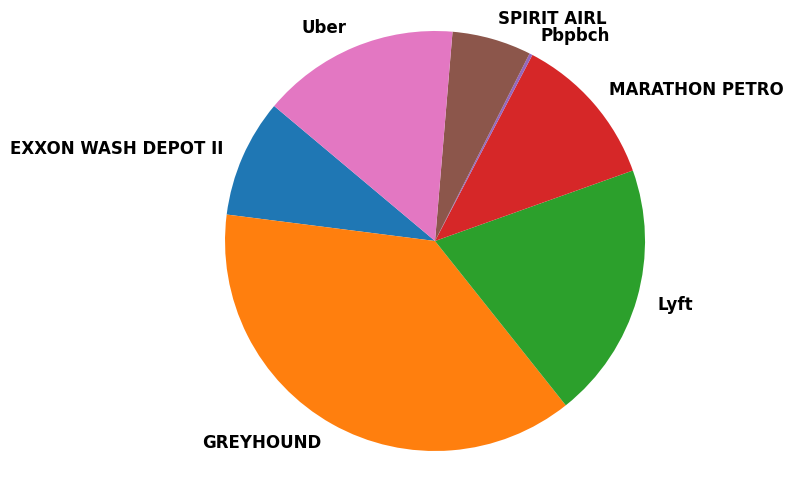 SPIRIT AIRL
Uber
Pbpbch
MARATHON PETRO
EXXON WASH DEPOT II
Lyft
GREYHOUND